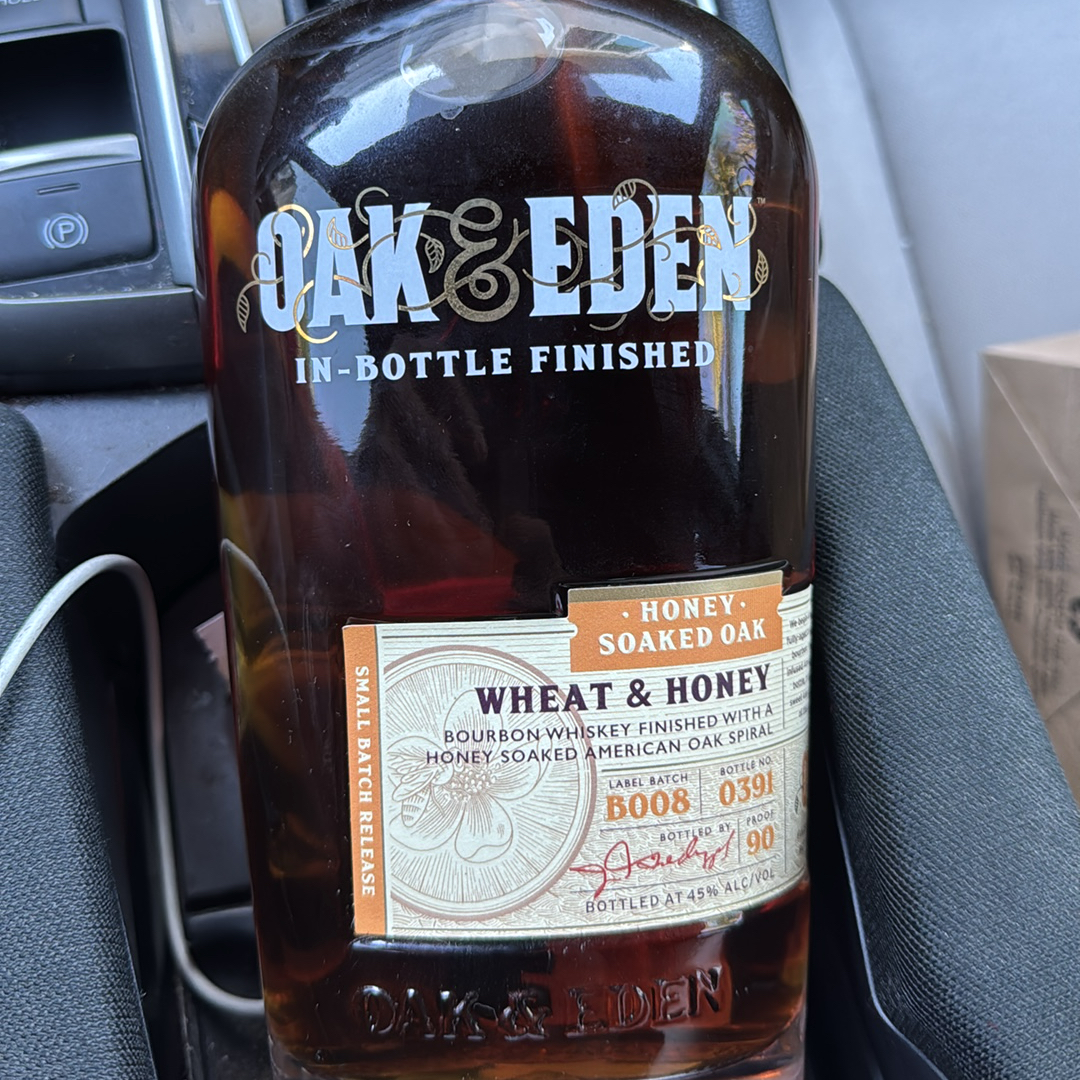 OAK & EDEN™
IN-BOTTLE FINISHED
· HONEY ·
SOAKED OAK
SMALL BATCH RELEASE
WHEAT & HONEY
BOURBON WHISKEY FINISHED WITH A
HONEY SOAKED AMERICAN OAK SPIRAL
LABEL BATCH
B008
BOTTLE NO.
0391
BOTTLED BY
PROOF
90
BOTTLED AT 45% ALC/VOL
OAK & EDEN
P